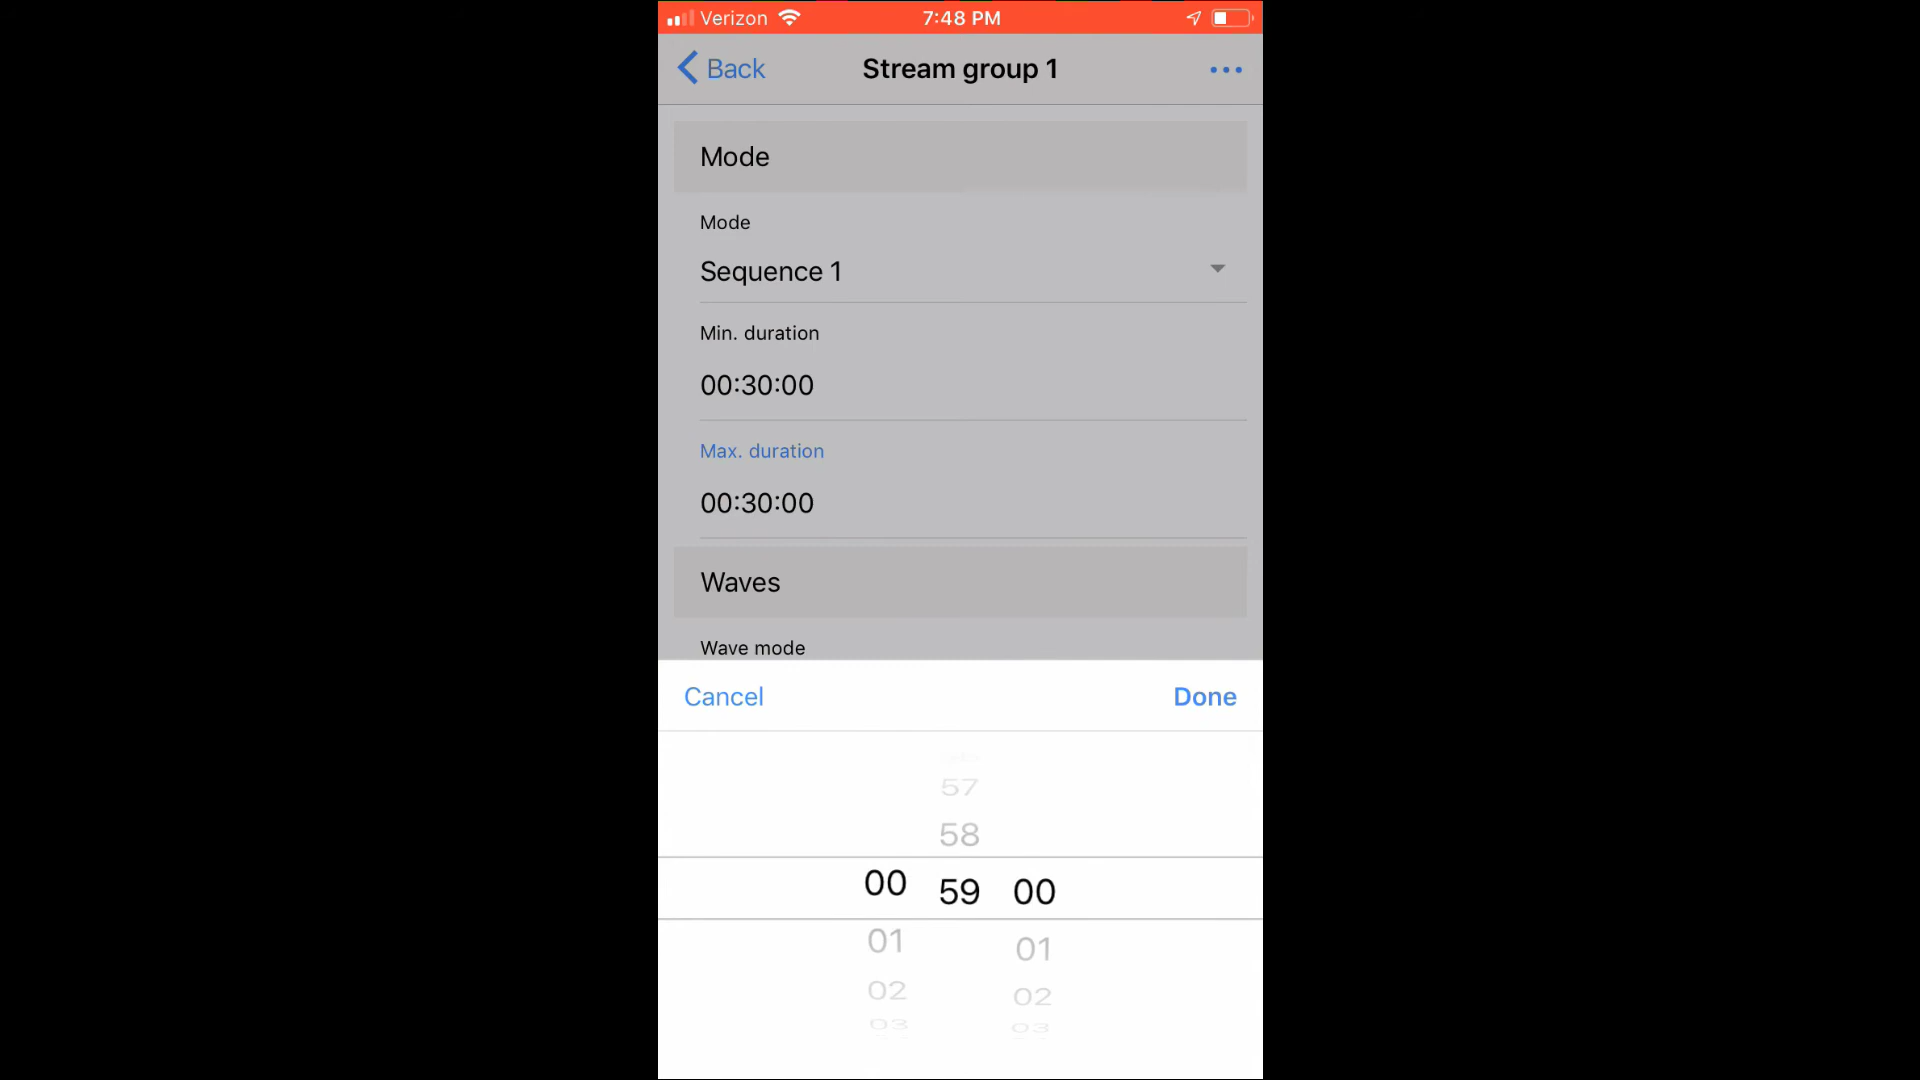 Verizon 7:48 PM
Back Stream group 1
Mode
Mode
Sequence 1
Min. duration
00:30:00
Max. duration
00:30:00
Waves
Wave mode
Cancel Done
57
58
00 59 00
01 01
02 02
03 03